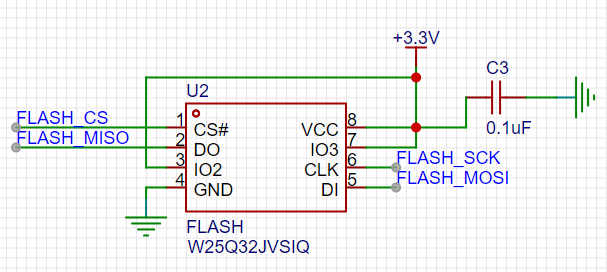 +3.3V
C3
0.1uF
U2
FLASH_CS
FLASH_MISO
1 CS# VCC 8
2 DO IO3 7
3 IO2 CLK 6
4 GND DI 5
FLASH_SCK
FLASH_MOSI
FLASH
W25Q32JVSIQ